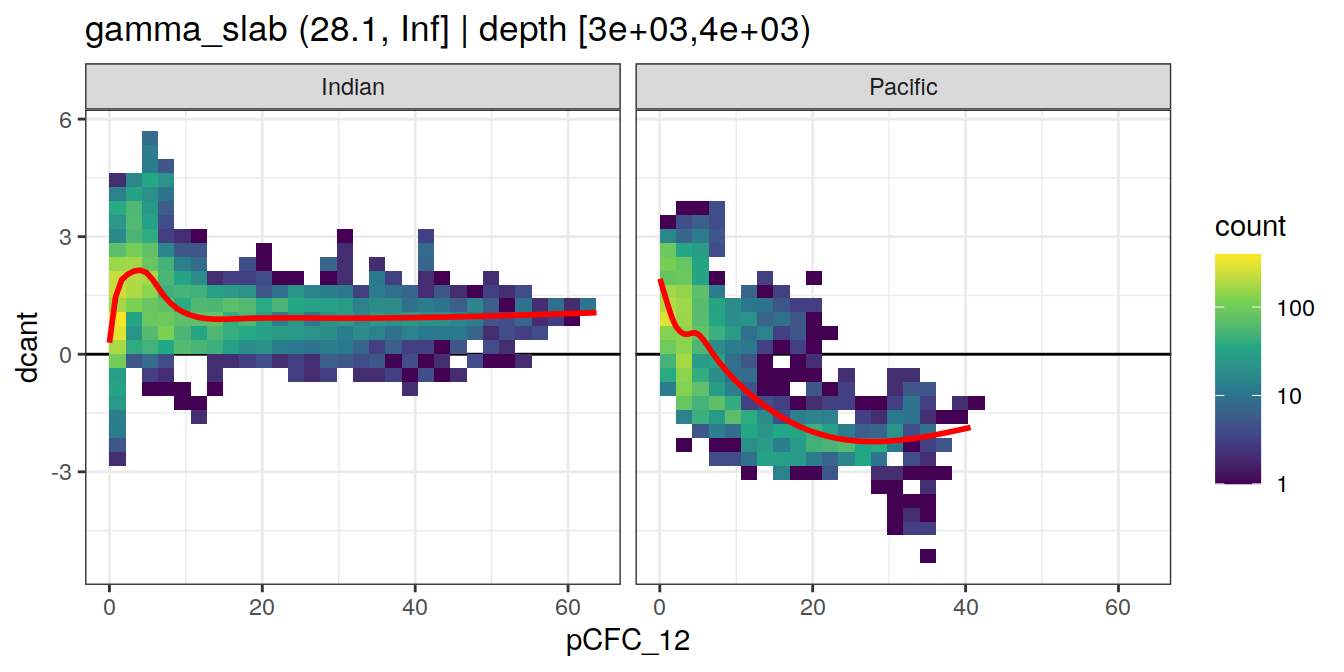 gamma_slab (28.1, Inf] | depth [3e+03,4e+03)
Indian
Pacific
6
3
0
-3
dcant
0 20 40 60
0 20 40 60
pCFC_12
count
100
10
1